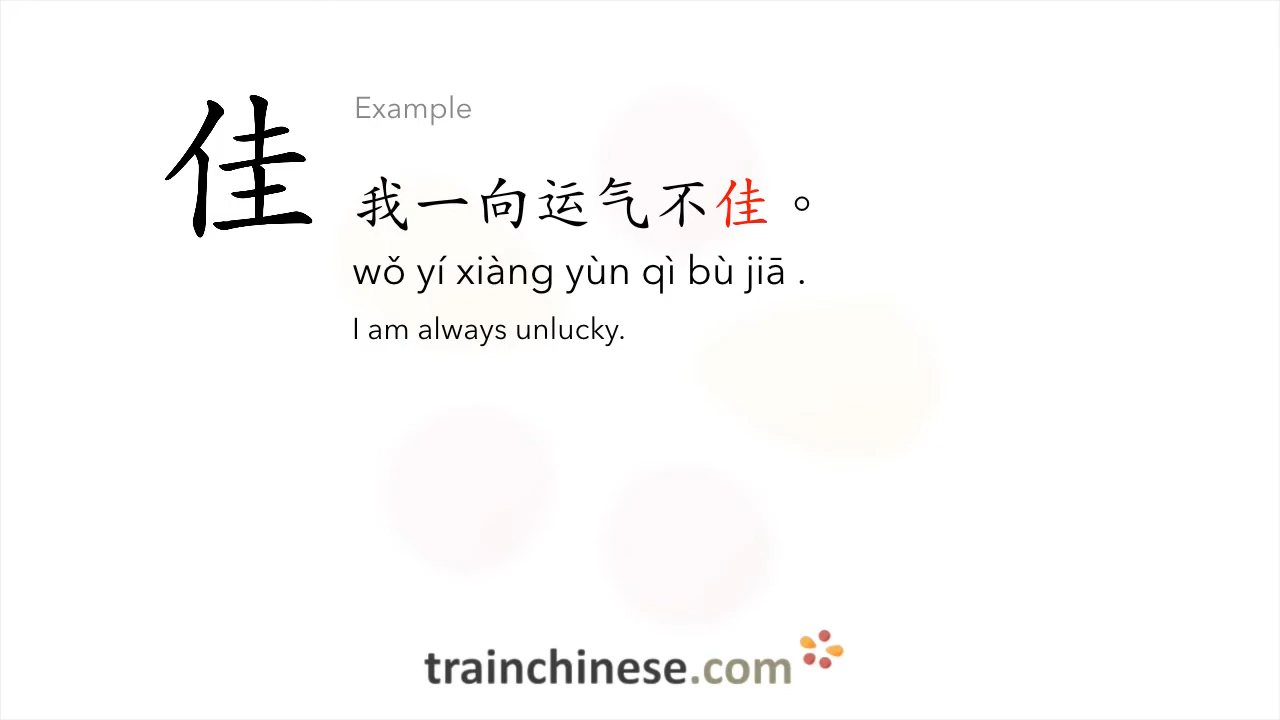 佳
Example
我一向运气不佳。
wǒ yí xiàng yùn qì bù jiā .
I am always unlucky.
trainchinese.com